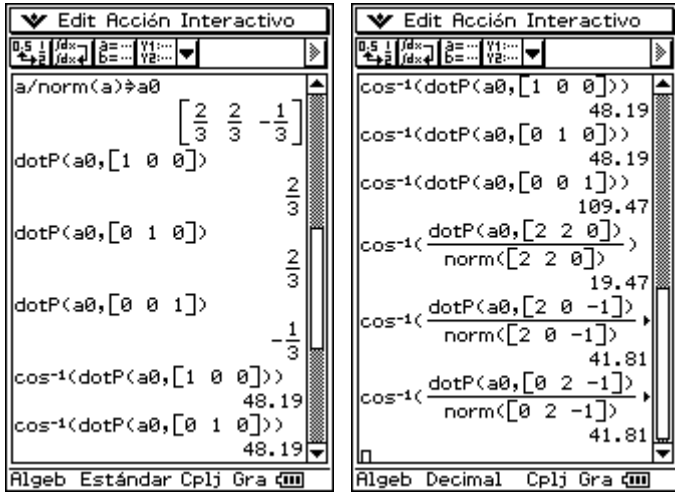 Edit Acción Interactivo
a/norm(a)⇒a0
[2/3 2/3 -1/3]
dotP(a0,[1 0 0])
2/3
dotP(a0,[0 1 0])
2/3
dotP(a0,[0 0 1])
-1/3
cos⁻¹(dotP(a0,[1 0 0]))
48.19
cos⁻¹(dotP(a0,[0 1 0]))
48.19
Algeb Estándar Cplj Gra
Edit Acción Interactivo
cos⁻¹(dotP(a0,[1 0 0]))
48.19
cos⁻¹(dotP(a0,[0 1 0]))
48.19
cos⁻¹(dotP(a0,[0 0 1]))
109.47
cos⁻¹(dotP(a0,[2 2 0])/norm([2 2 0]))
19.47
cos⁻¹(dotP(a0,[2 0 -1])/norm([2 0 -1])
41.81
cos⁻¹(dotP(a0,[0 2 -1])/norm([0 2 -1])
41.81
Algeb Decimal Cplj Gra